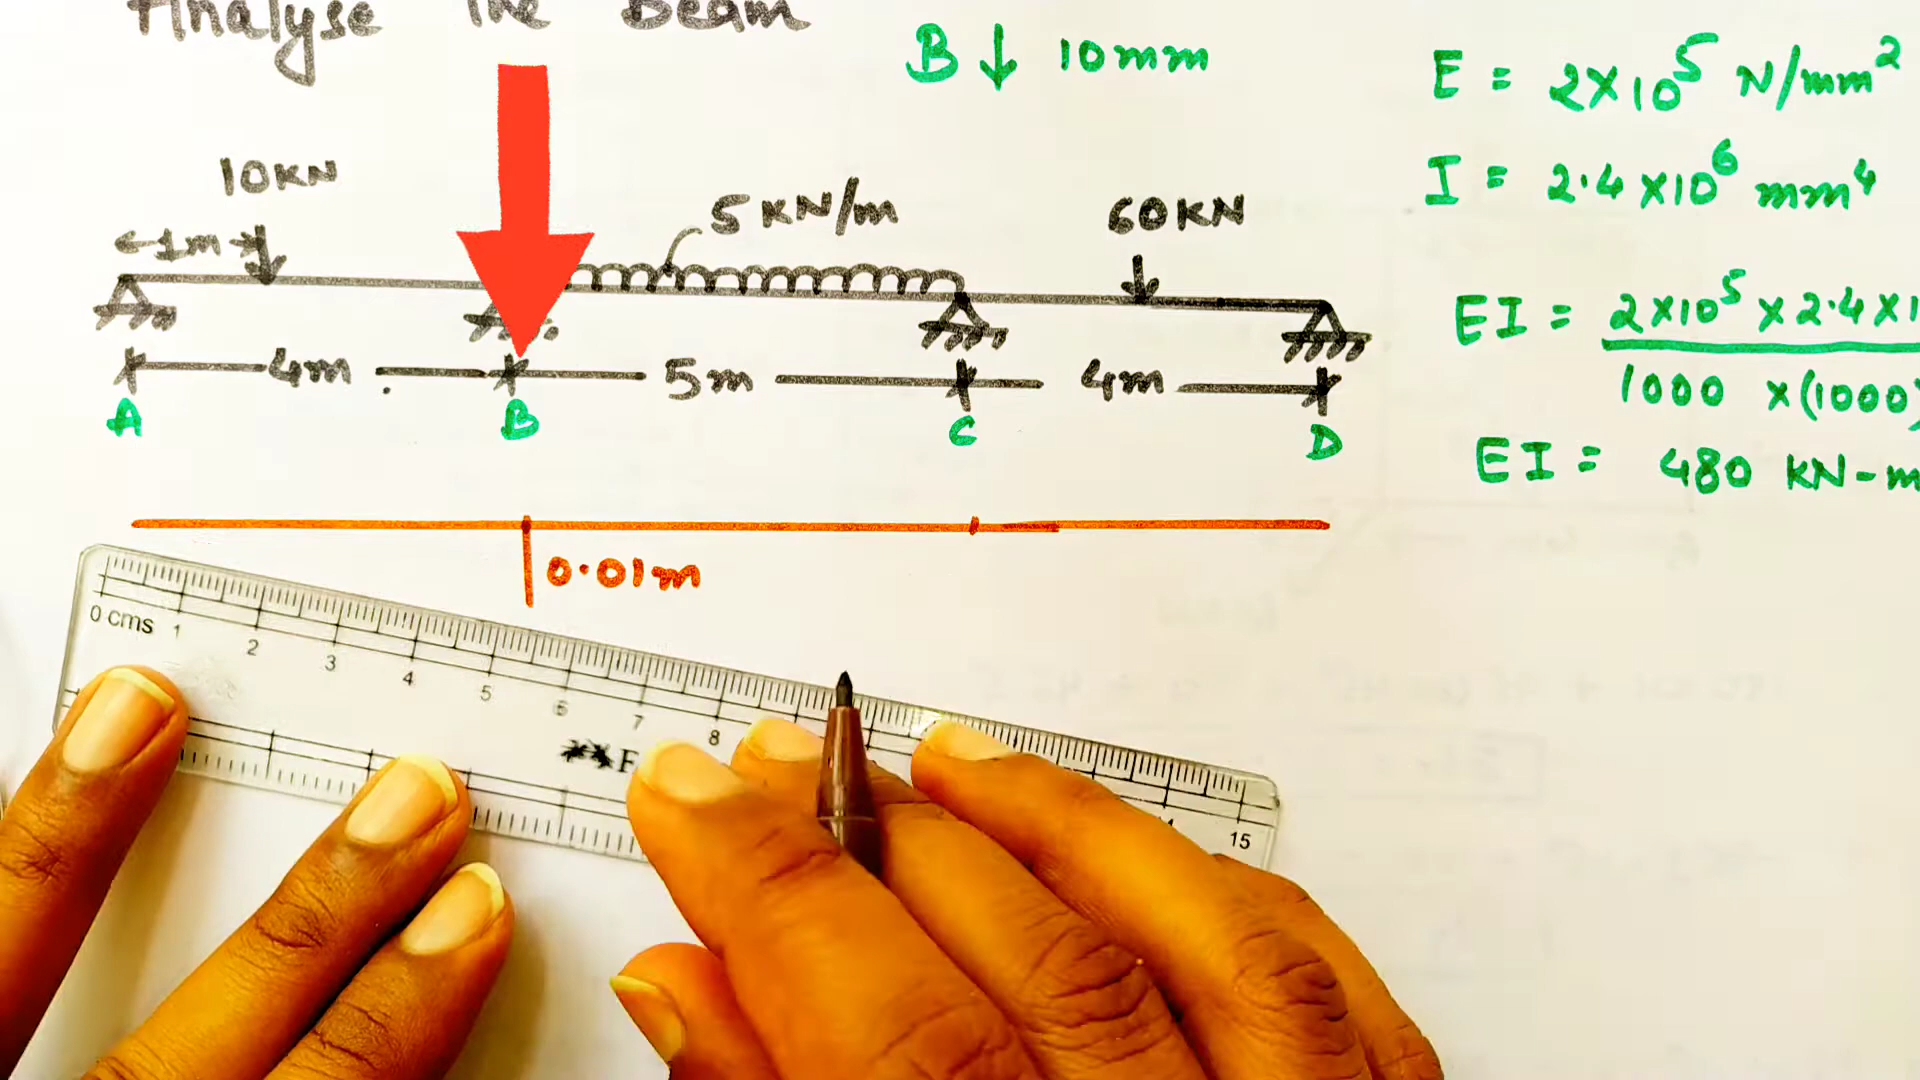 Analyse the Beam
B ↓ 10mm
E = 2×10⁵ N/mm²
I = 2.4×10⁶ mm⁴
10KN
←1m→
5KN/m
60KN
EI = 2×10⁵ × 2.4×1
1000 ×(1000)
EI = 480 KN-m
4m
5m
4m
A
B
C
D
0.01m
0 cms 1 2 3 4 5 6 7 8 15